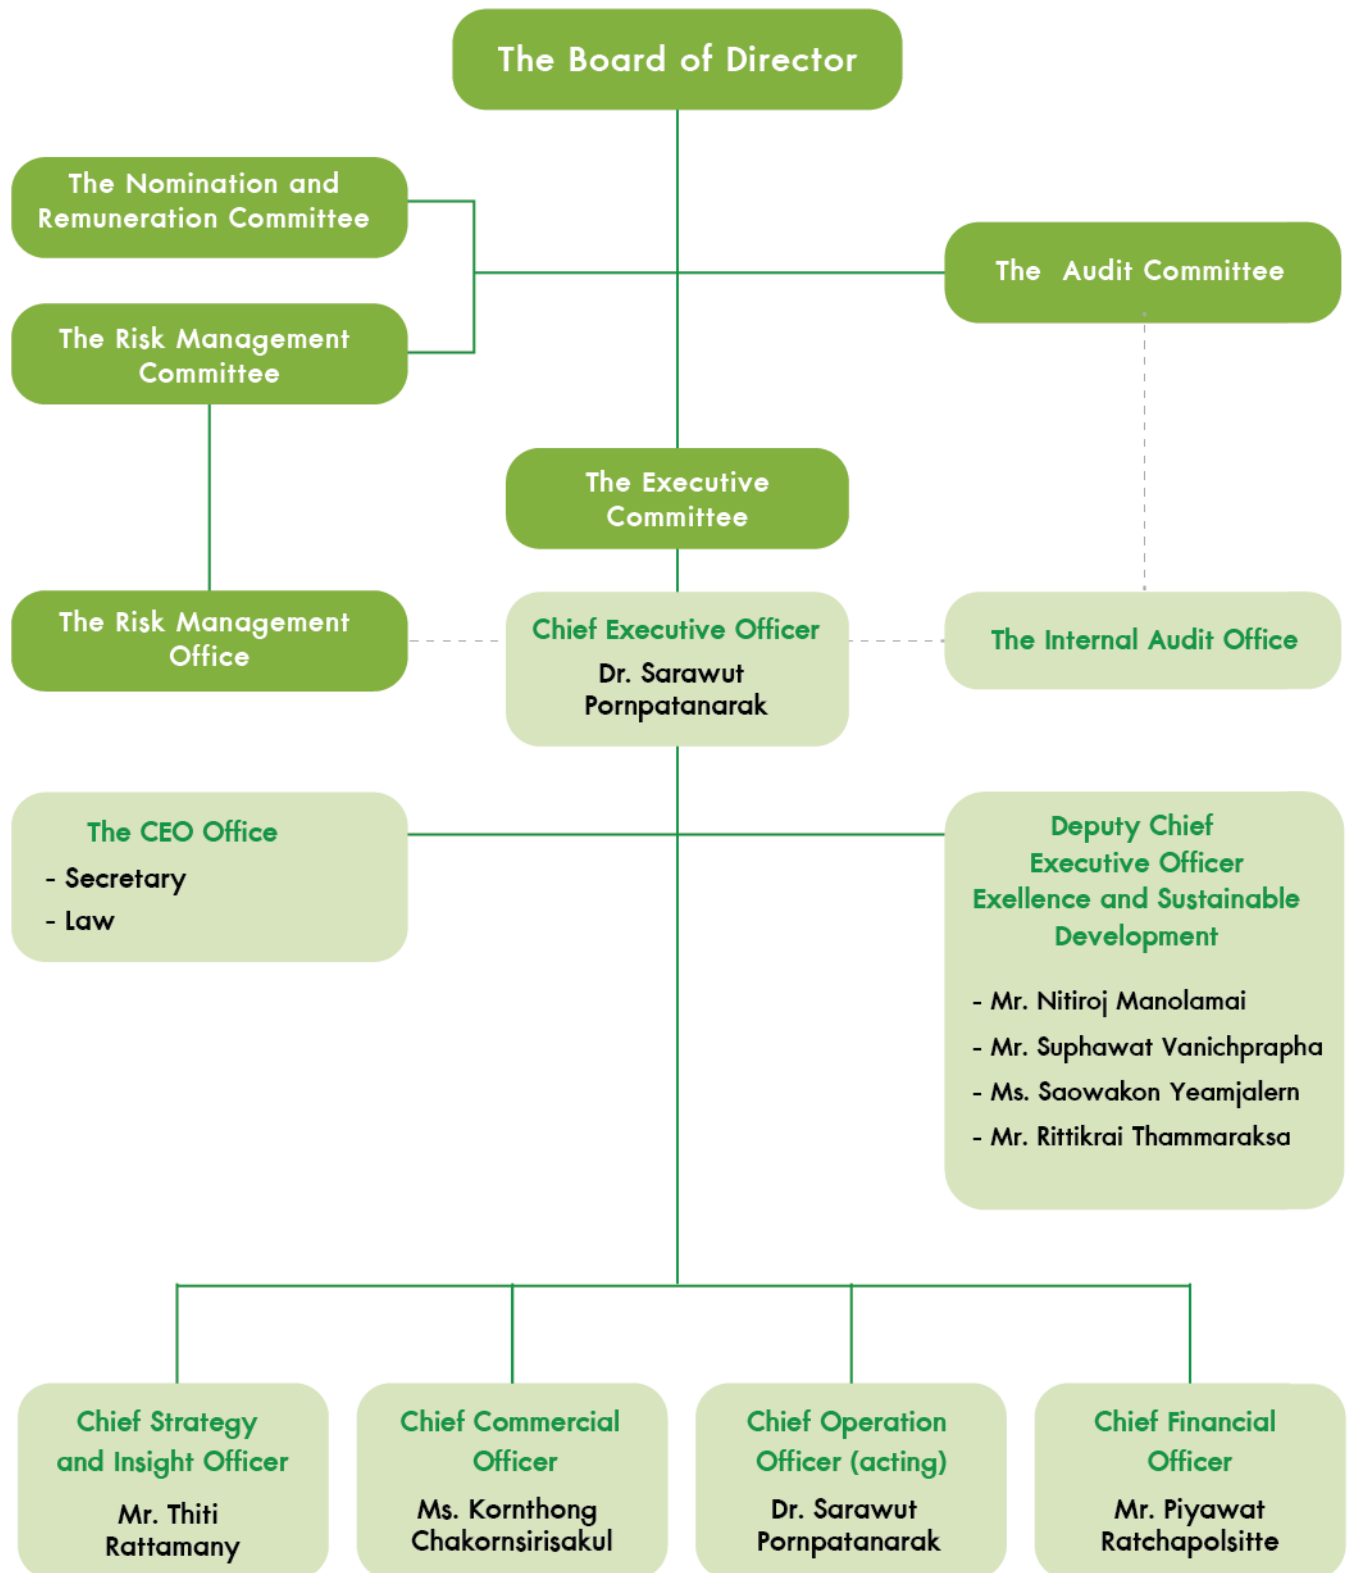 The Board of Director
The Nomination and
Remuneration Committee
The Audit Committee
The Risk Management
Committee
The Executive
Committee
The Risk Management
Office
Chief Executive Officer
Dr. Sarawut
Pornpatanarak
The Internal Audit Office
The CEO Office
- Secretary
- Law
Deputy Chief
Executive Officer
Exellence and Sustainable
Development
- Mr. Nitiroj Manolamai
- Mr. Suphawat Vanichprapha
- Ms. Saowakon Yeamjalern
- Mr. Rittikrai Thammaraksa
Chief Strategy
and Insight Officer
Mr. Thiti
Rattamany
Chief Commercial
Officer
Ms. Kornthong
Chakornsirisakul
Chief Operation
Officer (acting)
Dr. Sarawut
Pornpatanarak
Chief Financial
Officer
Mr. Piyawat
Ratchapolsitte